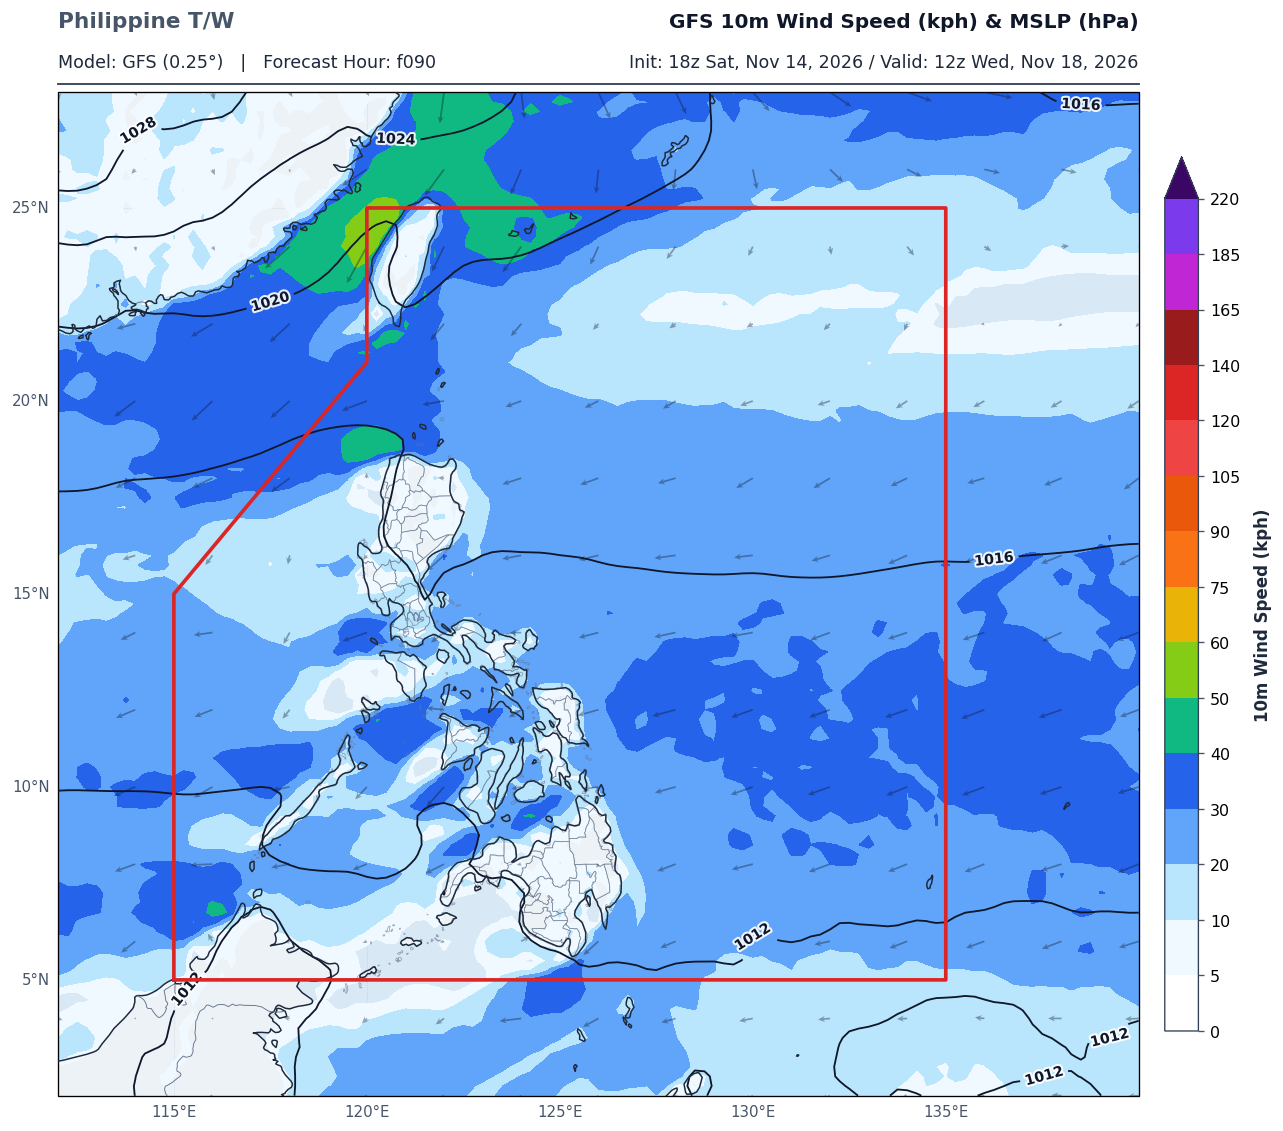 Philippine T/W
GFS 10m Wind Speed (kph) & MSLP (hPa)
Model: GFS (0.25°) | Forecast Hour: f090
Init: 18z Sat, Nov 14, 2026 / Valid: 12z Wed, Nov 18, 2026
1016
1028
1024
1020
1016
1012
1012
1012
1012
25°N
20°N
15°N
10°N
5°N
115°E
120°E
125°E
130°E
135°E
220
185
165
140
120
105
90
75
60
50
40
30
20
10
5
0
10m Wind Speed (kph)